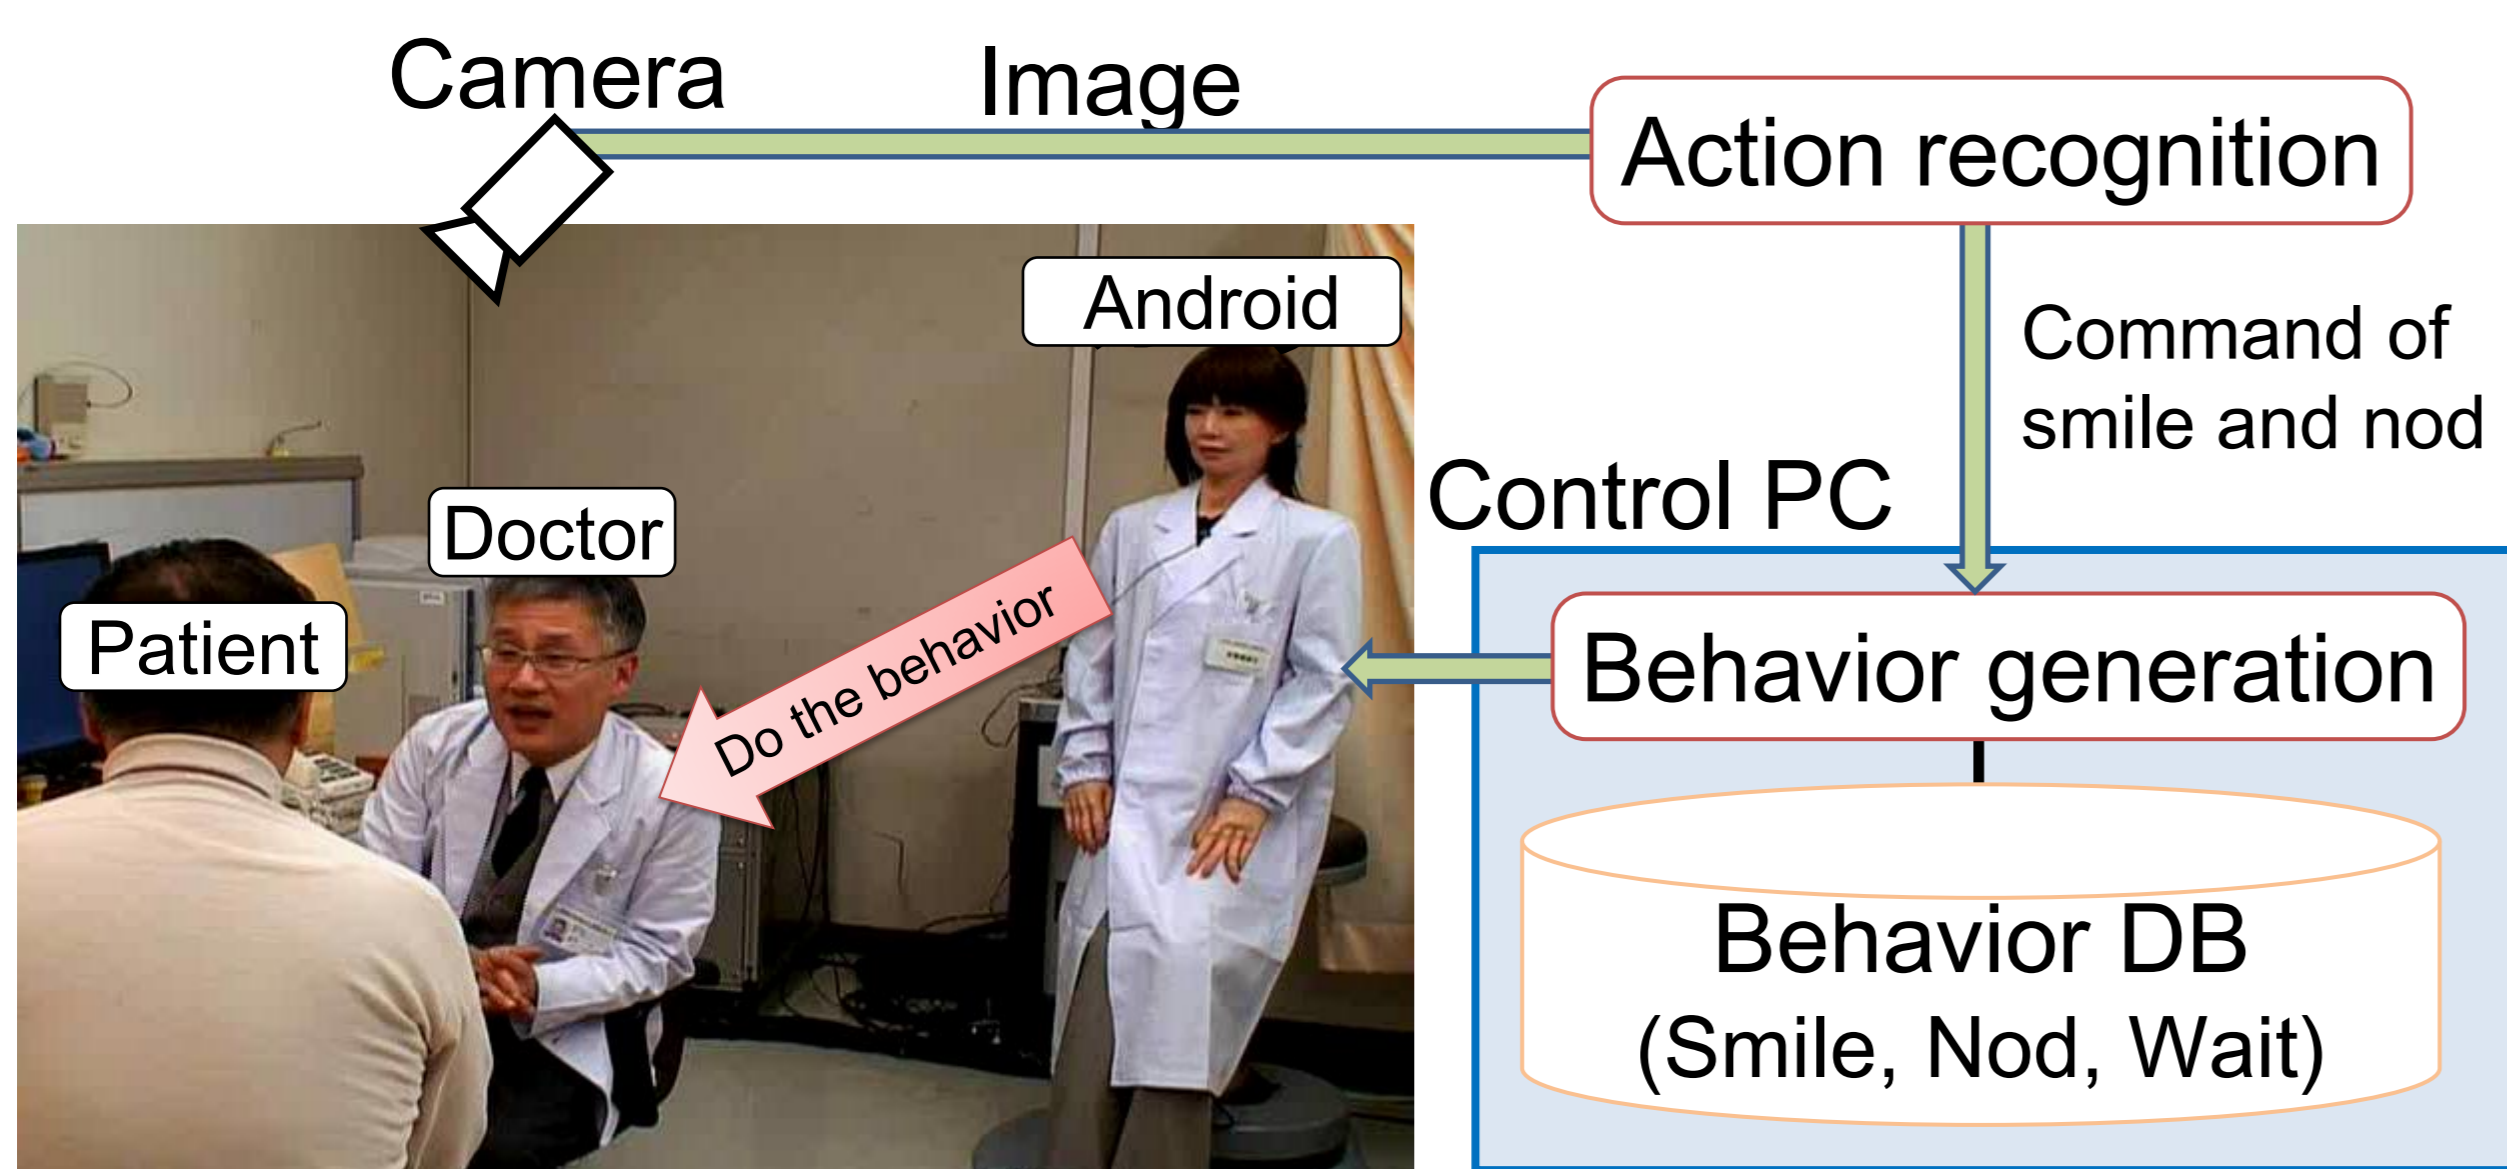 Camera
Image
Action recognition
Android
Command of
smile and nod
Control PC
Doctor
Patient
Do the behavior
Behavior generation
Behavior DB
(Smile, Nod, Wait)